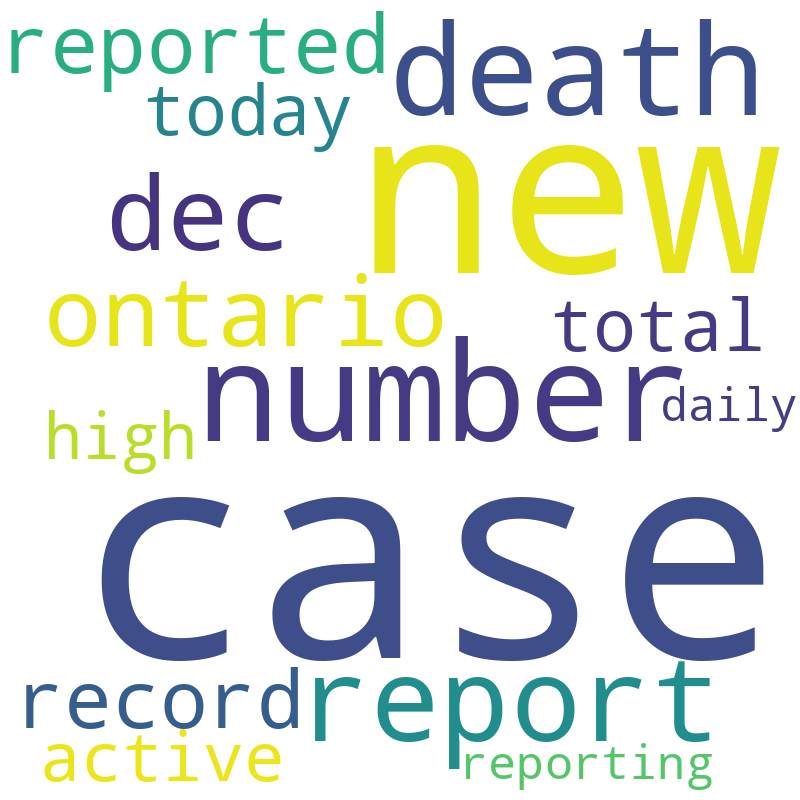 reported
death
today
new
dec
ontario
total
number
daily
high
case
record
report
active
reporting